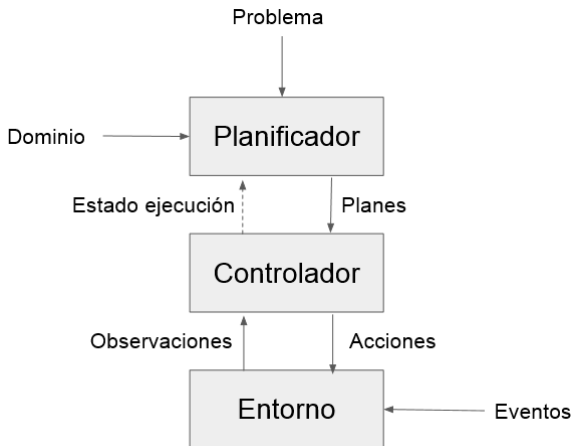 Problema
Dominio
Planificador
Estado ejecución
Planes
Controlador
Observaciones
Acciones
Entorno
Eventos